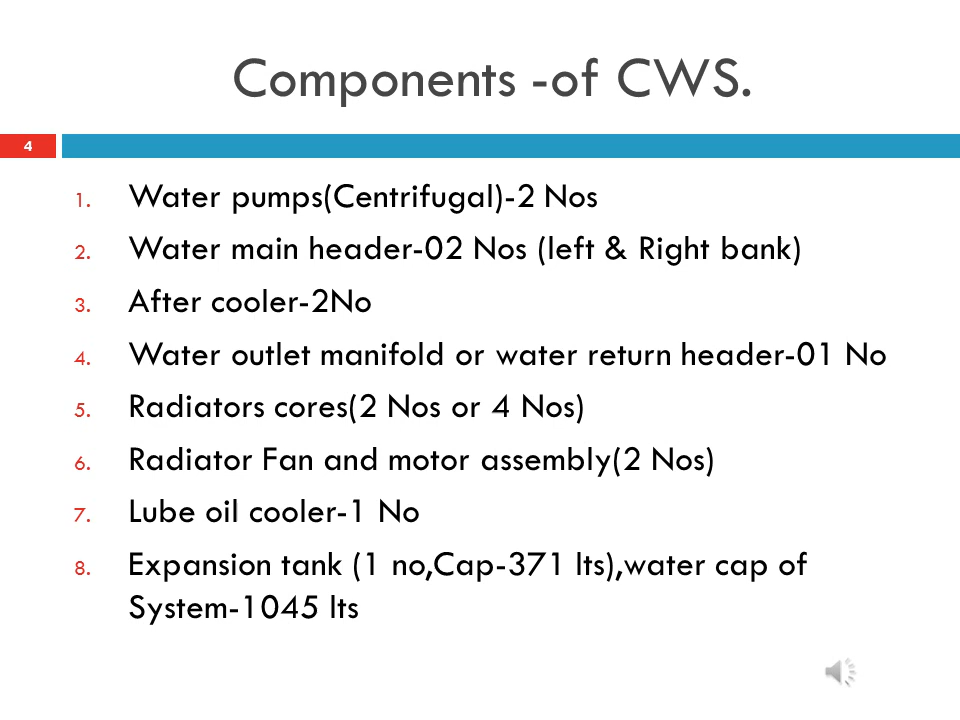 Components -of CWS.
4
1. Water pumps(Centrifugal)-2 Nos
2. Water main header-02 Nos (left & Right bank)
3. After cooler-2No
4. Water outlet manifold or water return header-01 No
5. Radiators cores(2 Nos or 4 Nos)
6. Radiator Fan and motor assembly(2 Nos)
7. Lube oil cooler-1 No
8. Expansion tank (1 no,Cap-371 lts),water cap of
System-1045 lts